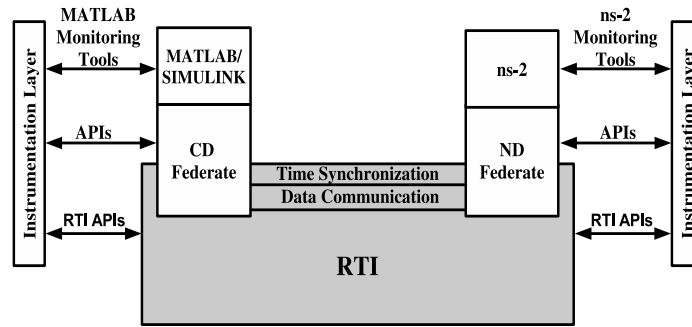 Instrumentation Layer
MATLAB
Monitoring
Tools
APIs
RTI APIs
MATLAB/
SIMULINK
CD
Federate
Time Synchronization
Data Communication
RTI
ns-2
ND
Federate
ns-2
Monitoring
Tools
APIs
RTI APIs
Instrumentation Layer